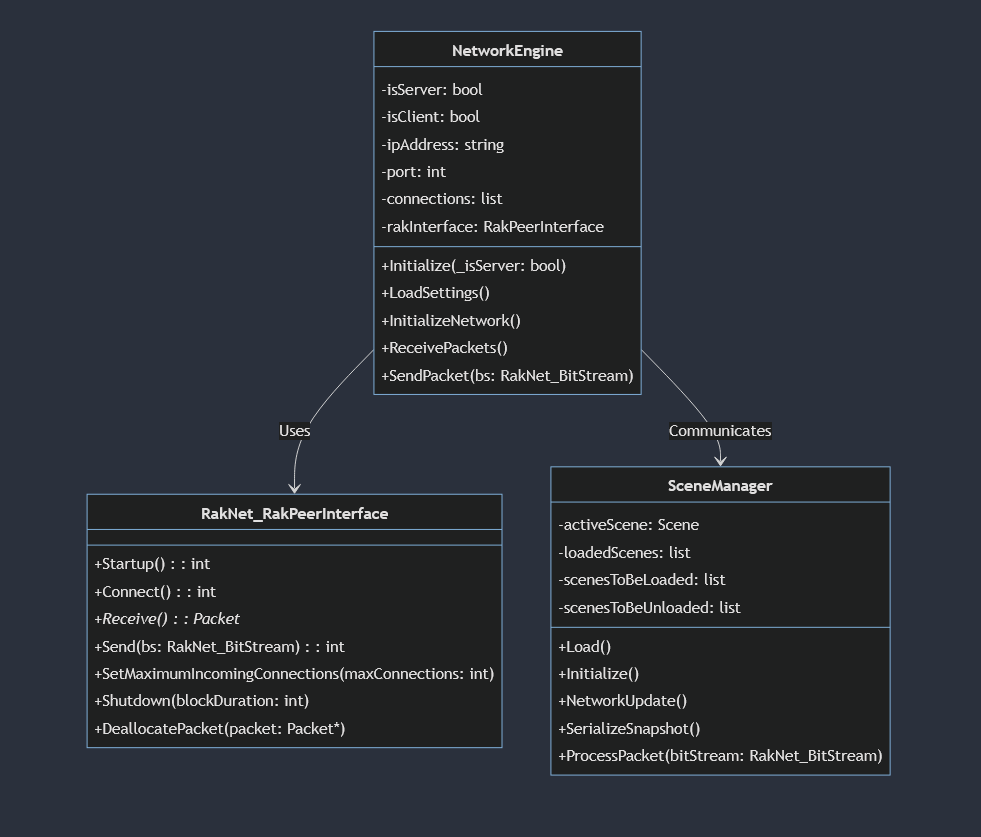 NetworkEngine
-isServer: bool
-isClient: bool
-ipAddress: string
-port: int
-connections: list
-rakInterface: RakPeerInterface
+Initialize(_isServer: bool)
+LoadSettings()
+InitializeNetwork()
+ReceivePackets()
+SendPacket(bs: RakNet_BitStream)
Uses
Communicates
RakNet_RakPeerInterface
+Startup() : : int
+Connect() : : int
+Receive() : : Packet
+Send(bs: RakNet_BitStream) : : int
+SetMaximumIncomingConnections(maxConnections: int)
+Shutdown(blockDuration: int)
+DeallocatePacket(packet: Packet*)
SceneManager
-activeScene: Scene
-loadedScenes: list
-scenesToBeLoaded: list
-scenesToBeUnloaded: list
+Load()
+Initialize()
+NetworkUpdate()
+SerializeSnapshot()
+ProcessPacket(bitStream: RakNet_BitStream)